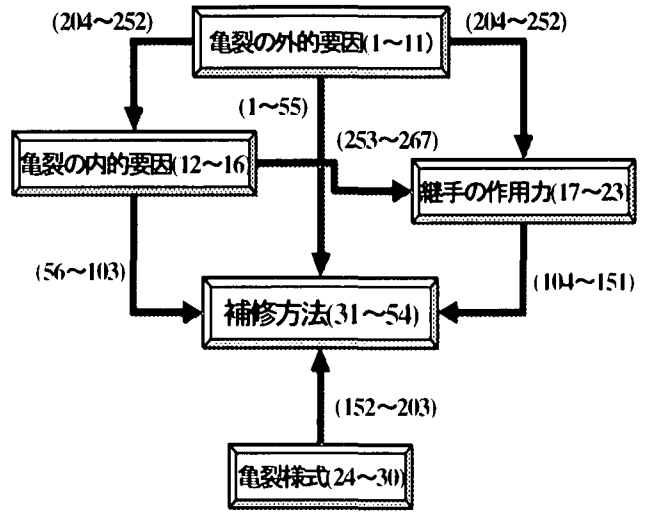 (204～252)
亀裂の外的要因(1～11)
(204～252)
(1～55)
(253～267)
亀裂の内的要因(12～16)
継手の作用力(17～23)
(56～103)
補修方法(31～54)
(104～151)
(152～203)
亀裂様式(24～30)